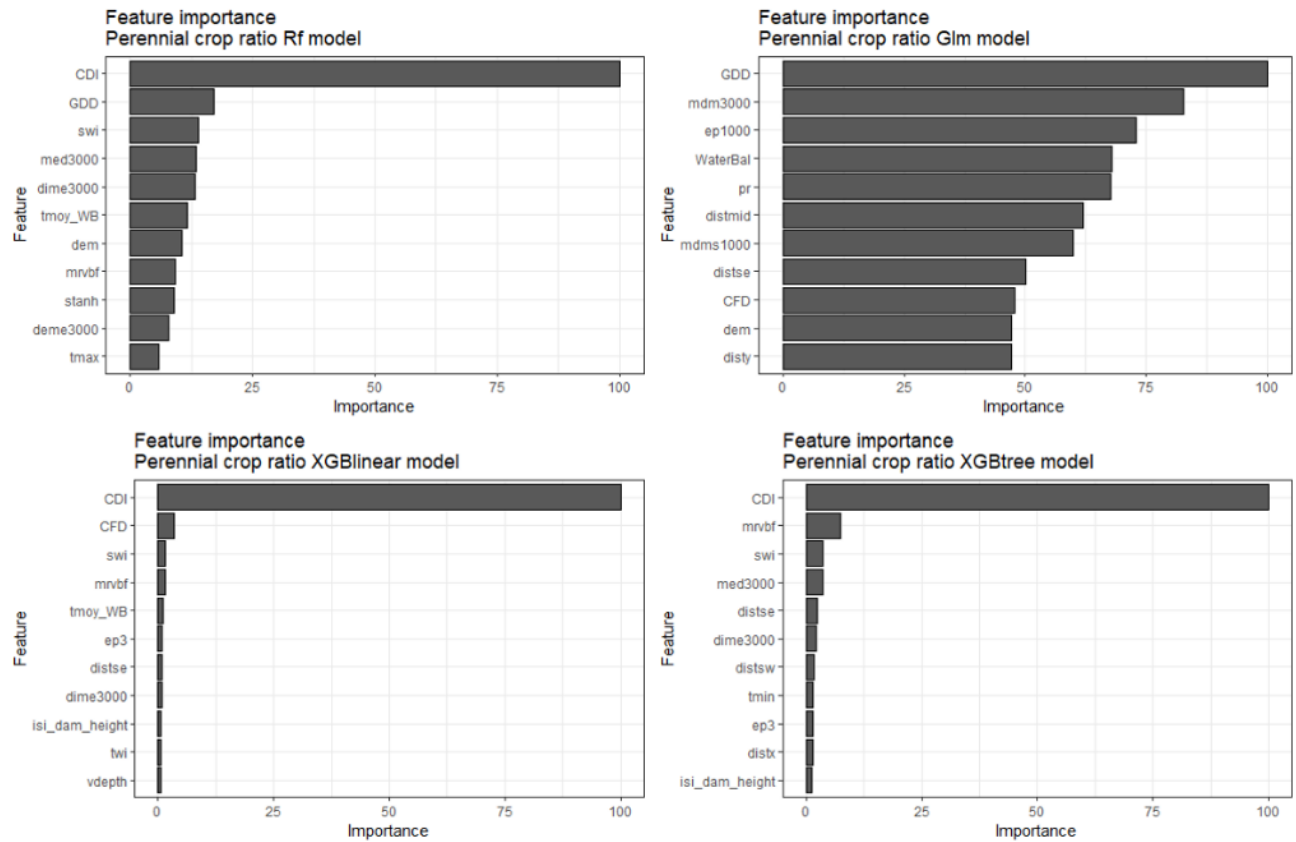 Feature importance
Perennial crop ratio Rf model
CDI
GDD
swi
med3000
dime3000
tmoy_WB
dem
mrvbf
stanh
deme3000
tmax
Feature
0 25 50 75 100
Importance
Feature importance
Perennial crop ratio Glm model
GDD
mdm3000
ep1000
WaterBal
pr
distmid
mdms1000
distse
CFD
dem
disty
Feature
0 25 50 75 100
Importance
Feature importance
Perennial crop ratio XGBlinear model
CDI
CFD
swi
mrvbf
tmoy_WB
ep3
distse
dime3000
isi_dam_height
twi
vdepth
Feature
0 25 50 75 100
Importance
Feature importance
Perennial crop ratio XGBtree model
CDI
mrvbf
swi
med3000
distse
dime3000
distsw
tmin
ep3
distx
isi_dam_height
Feature
0 25 50 75 100
Importance